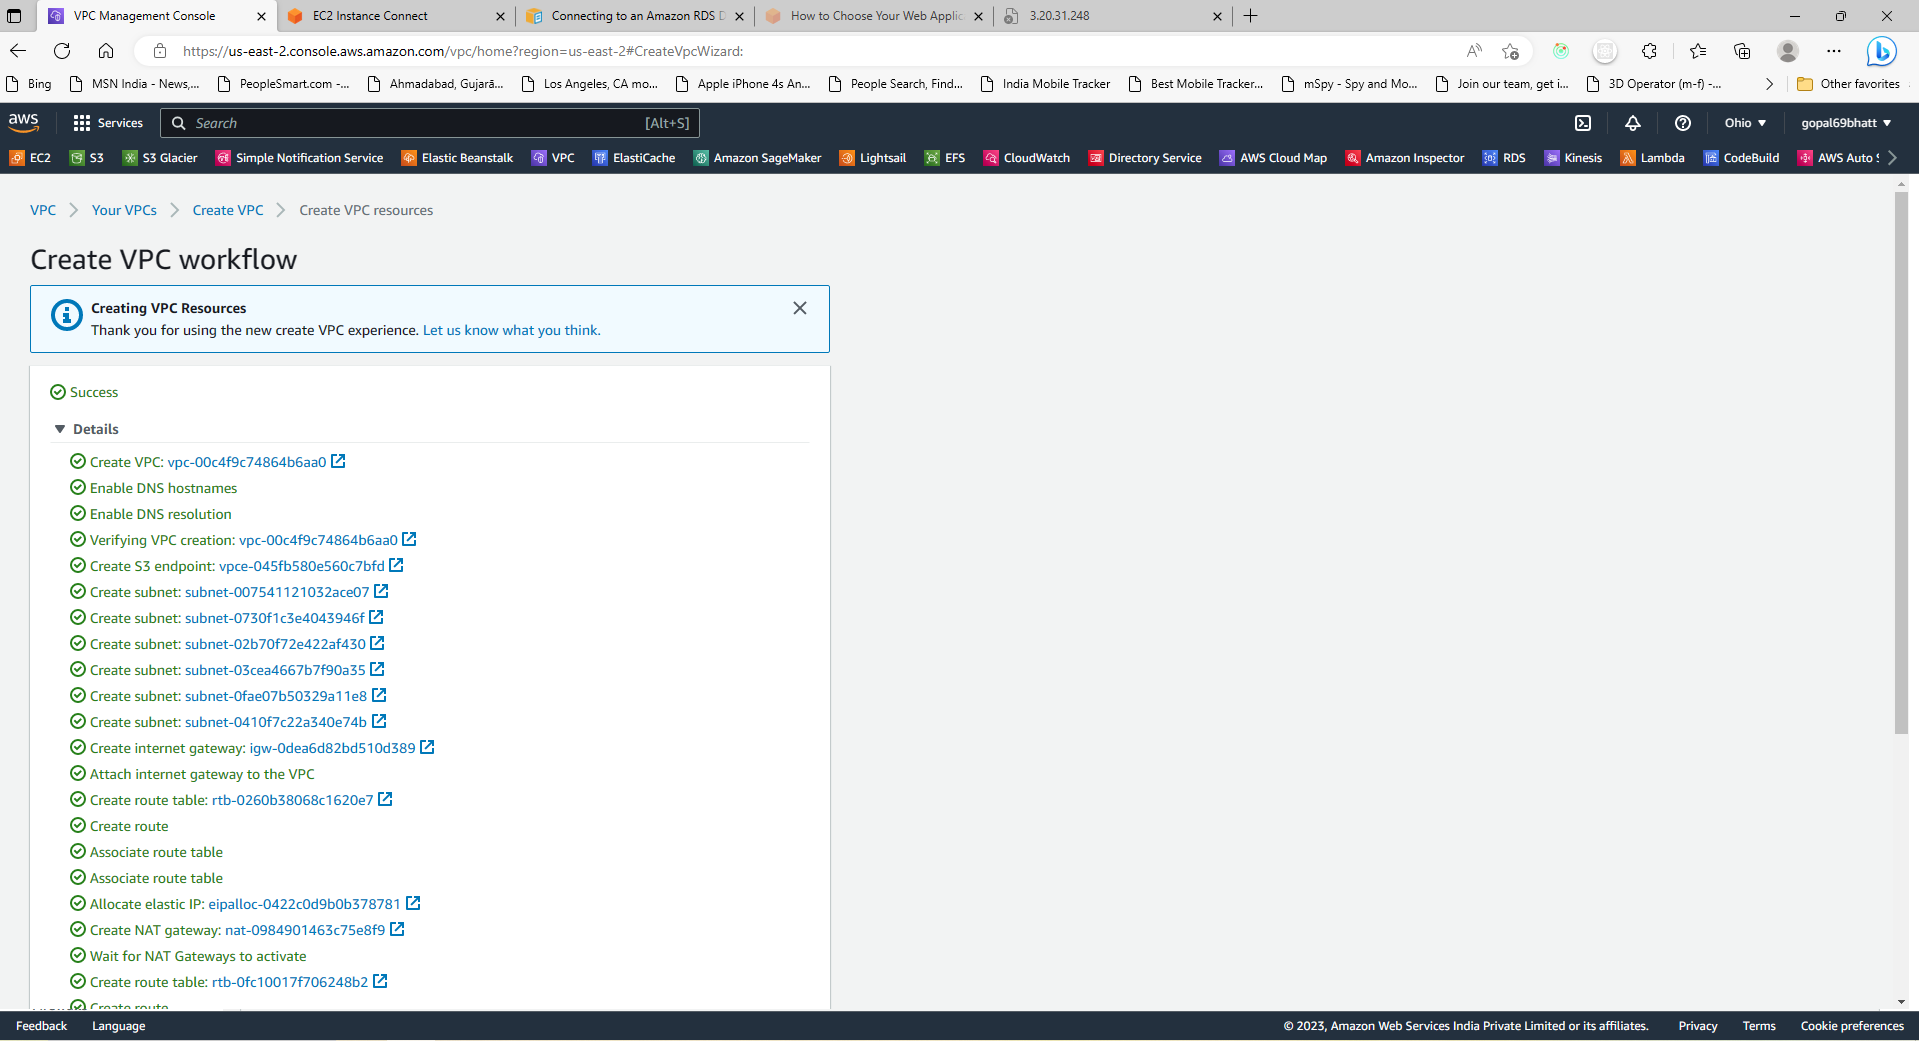 VPC Management Console
EC2 Instance Connect
Connecting to an Amazon RDS D
How to Choose Your Web Applic
3.20.31.248
https://us-east-2.console.aws.amazon.com/vpc/home?region=us-east-2#CreateVpcWizard:
Bing
MSN India - News,...
PeopleSmart.com -...
Ahmadabad, Gujarā...
Los Angeles, CA mo...
Apple iPhone 4s An...
People Search, Find...
India Mobile Tracker
Best Mobile Tracker...
mSpy - Spy and Mo...
Join our team, get i...
3D Operator (m-f) -...
Other favorites
aws
Services
Search
[Alt+S]
Ohio
gopal69bhatt
EC2
S3
S3 Glacier
Simple Notification Service
Elastic Beanstalk
VPC
ElastiCache
Amazon SageMaker
Lightsail
EFS
CloudWatch
Directory Service
AWS Cloud Map
Amazon Inspector
RDS
Kinesis
Lambda
CodeBuild
AWS Auto
VPC
Your VPCs
Create VPC
Create VPC resources
Create VPC workflow
Creating VPC Resources
Thank you for using the new create VPC experience. Let us know what you think.
Success
Details
Create VPC: vpc-00c4f9c74864b6aa0
Enable DNS hostnames
Enable DNS resolution
Verifying VPC creation: vpc-00c4f9c74864b6aa0
Create S3 endpoint: vpce-045fb580e560c7bfd
Create subnet: subnet-007541121032ace07
Create subnet: subnet-0730f1c3e4043946f
Create subnet: subnet-02b70f72e422af430
Create subnet: subnet-03cea4667b7f90a35
Create subnet: subnet-0fae07b50329a11e8
Create subnet: subnet-0410f7c22a340e74b
Create internet gateway: igw-0dea6d82bd510d389
Attach internet gateway to the VPC
Create route table: rtb-0260b38068c1620e7
Create route
Associate route table
Associate route table
Allocate elastic IP: eipalloc-0422c0d9b0b378781
Create NAT gateway: nat-0984901463c75e8f9
Wait for NAT Gateways to activate
Create route table: rtb-0fc10017f706248b2
Create route
Feedback
Language
© 2023, Amazon Web Services India Private Limited or its affiliates.
Privacy
Terms
Cookie preferences